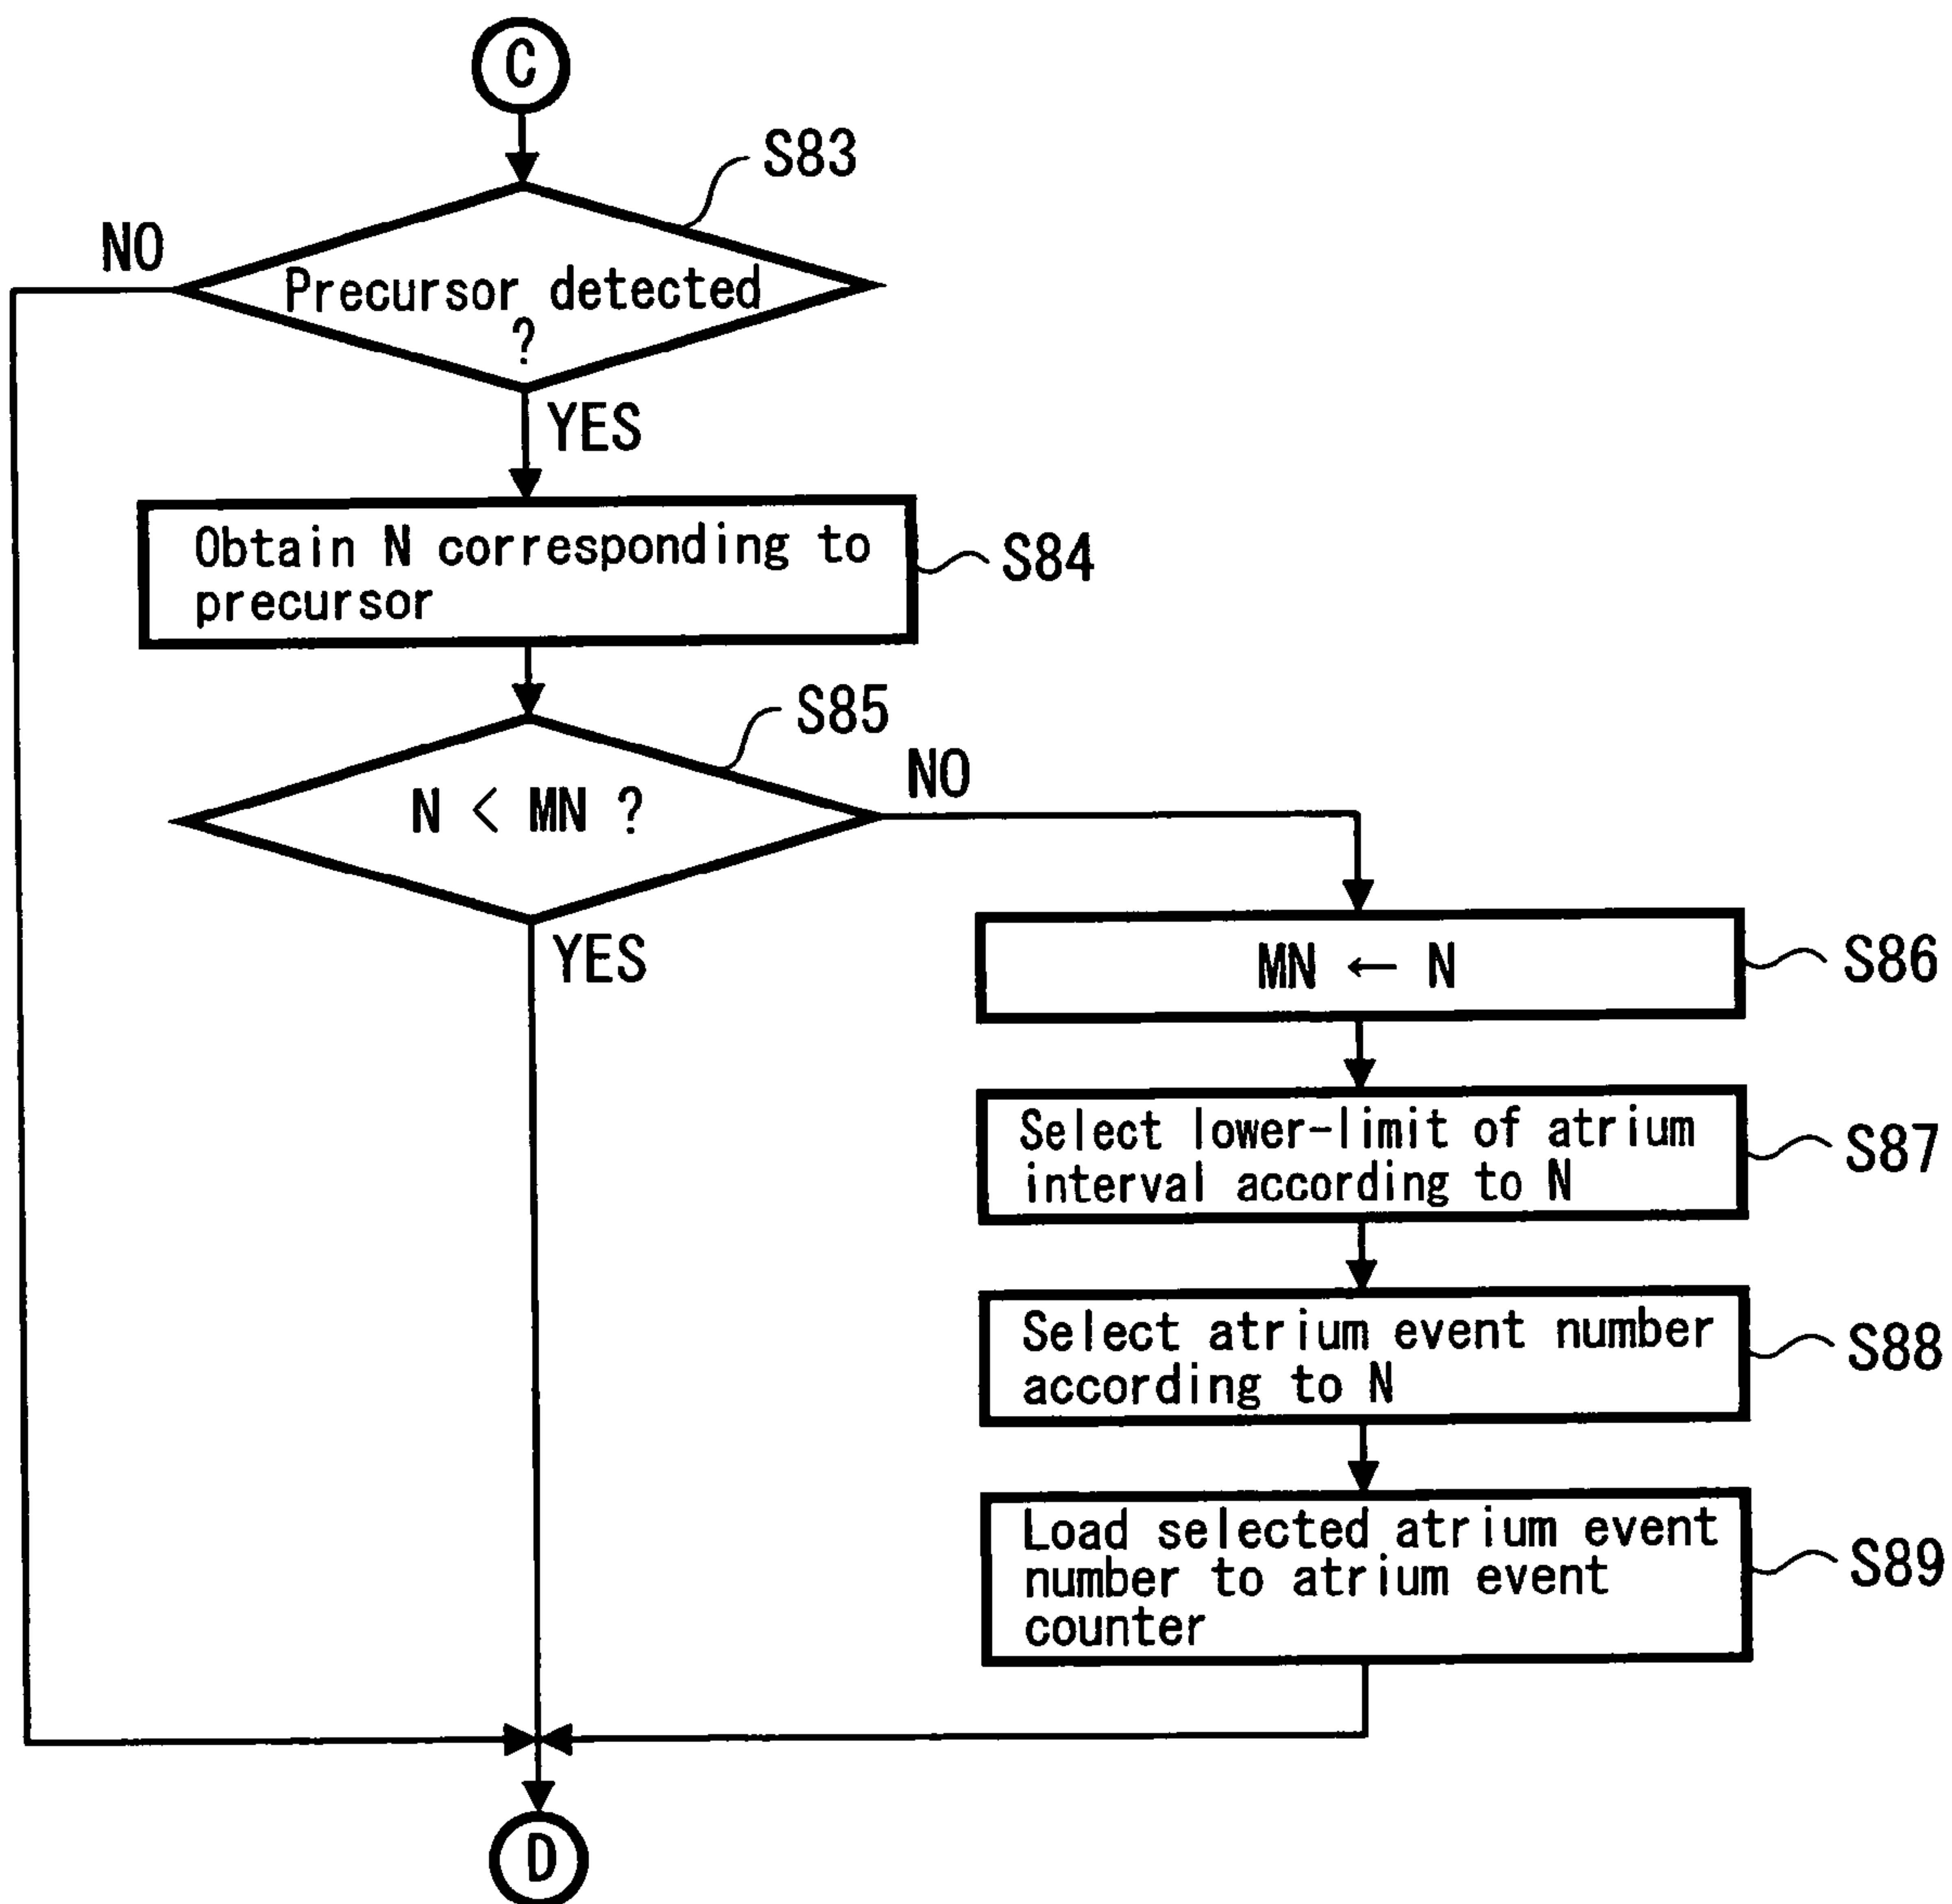 C
S83
NO
Precursor detected
?
YES
Obtain N corresponding to
precursor
S84
S85
N < MN ?
NO
YES
MN ← N
S86
Select lower-limit of atrium
interval according to N
S87
Select atrium event number
according to N
S88
Load selected atrium event
number to atrium event
counter
S89
D